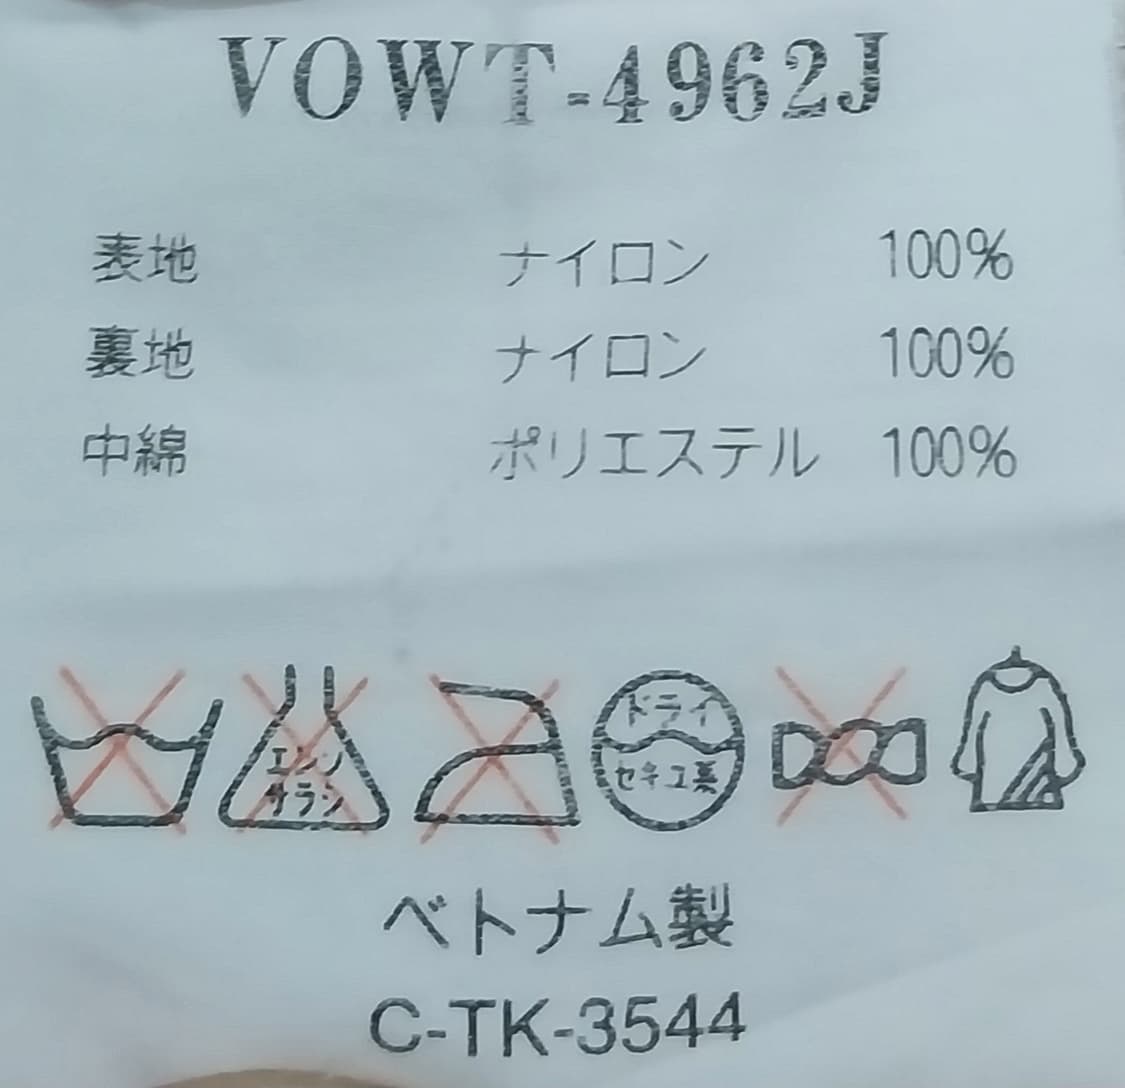 VOWT-4962J
表地 ナイロン 100%
裏地 ナイロン 100%
中綿 ポリエステル 100%
エンソ
サラシ
ドライ
セキユ系
ベトナム製
C-TK-3544